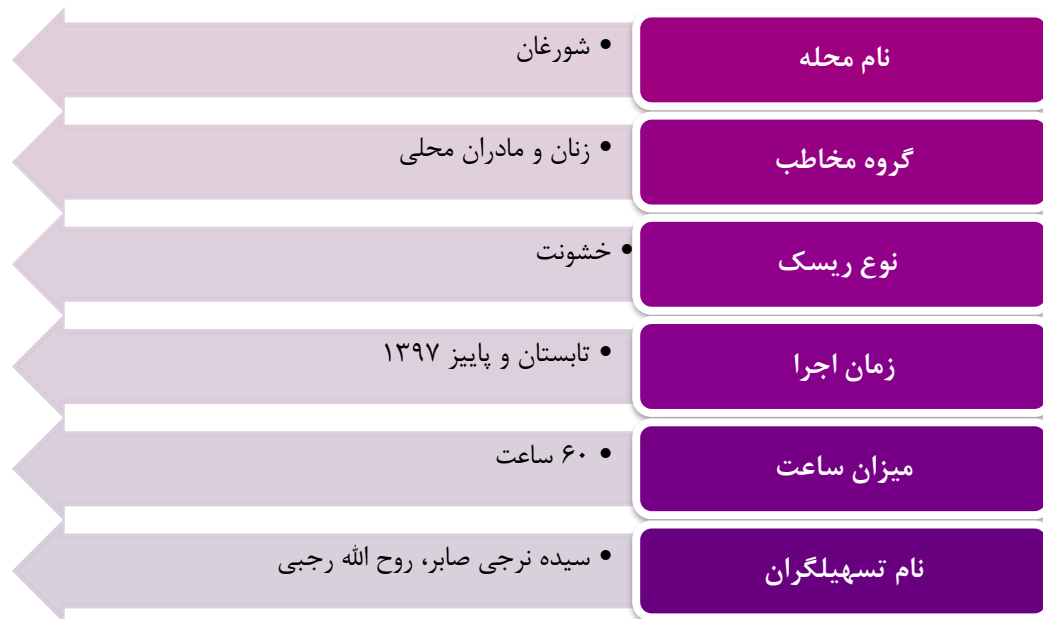 نام محله
• شورغان
گروه مخاطب
• زنان و مادران محلی
نوع ریسک
• خشونت
زمان اجرا
• تابستان و پاییز ۱۳۹۷
میزان ساعت
• ۶۰ ساعت
نام تسهیلگران
• سیده نرجی صابر، روح الله رجبی